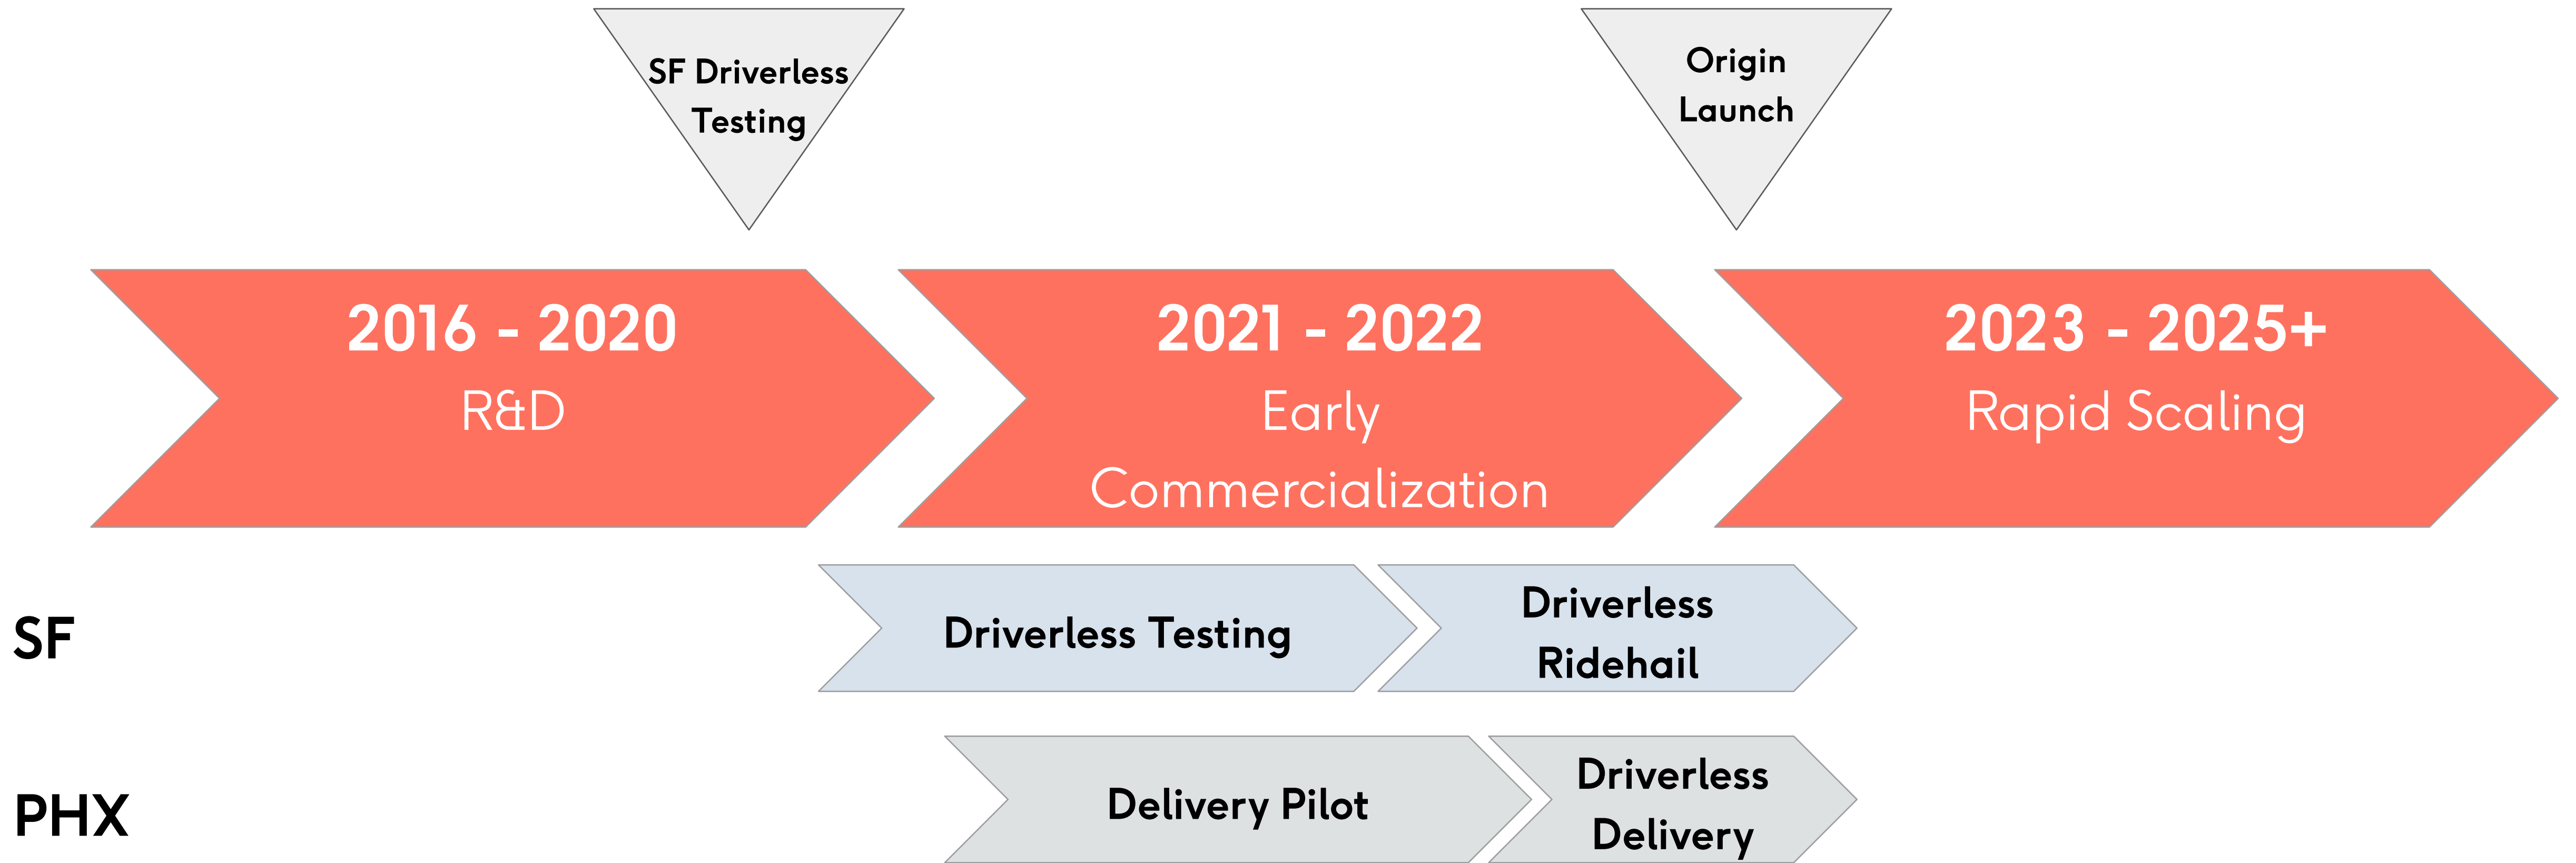 SF Driverless
Testing
Origin
Launch
2016 - 2020
R&D
2021 - 2022
Early
Commercialization
2023 - 2025+
Rapid Scaling
SF
Driverless Testing
Driverless
Ridehail
PHX
Delivery Pilot
Driverless
Delivery